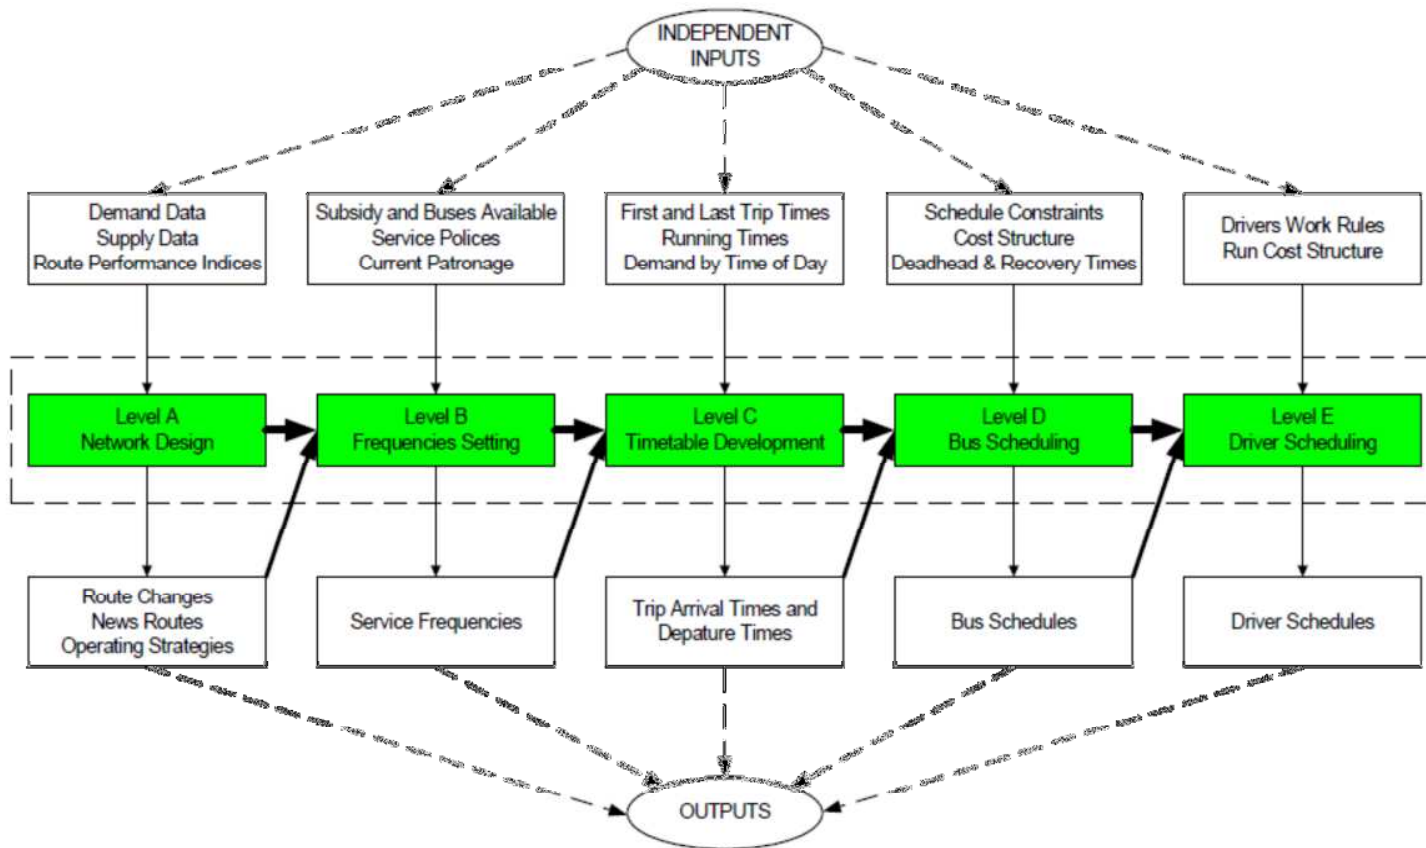 INDEPENDENT
INPUTS
Demand Data
Supply Data
Route Performance Indices
Subsidy and Buses Available
Service Polices
Current Patronage
First and Last Trip Times
Running Times
Demand by Time of Day
Schedule Constraints
Cost Structure
Deadhead & Recovery Times
Drivers Work Rules
Run Cost Structure
Level A
Network Design
Level B
Frequencies Setting
Level C
Timetable Development
Level D
Bus Scheduling
Level E
Driver Scheduling
Route Changes
News Routes
Operating Strategies
Service Frequencies
Trip Arrival Times and
Depature Times
Bus Schedules
Driver Schedules
OUTPUTS